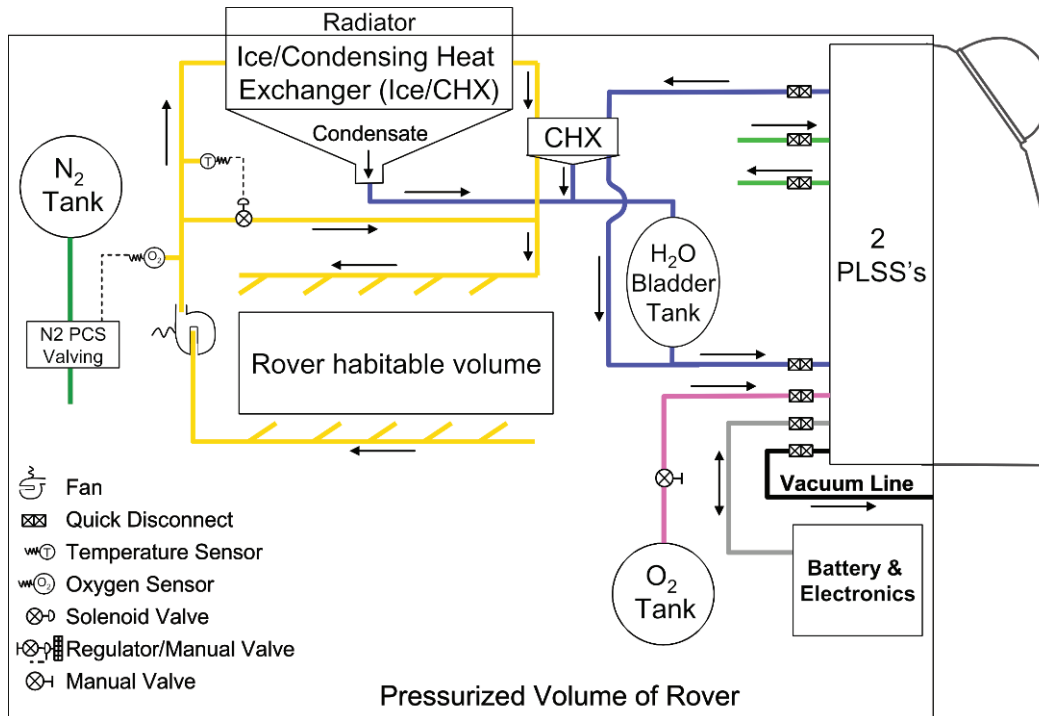 Radiator
Ice/Condensing Heat
Exchanger (Ice/CHX)
Condensate
CHX
N2
Tank
T
O2
N2 PCS
Valving
H2O
Bladder
Tank
2
PLSS's
Rover habitable volume
Vacuum Line
O2
Tank
Battery &
Electronics
Fan
Quick Disconnect
T Temperature Sensor
O2 Oxygen Sensor
Solenoid Valve
Regulator/Manual Valve
Manual Valve
Pressurized Volume of Rover